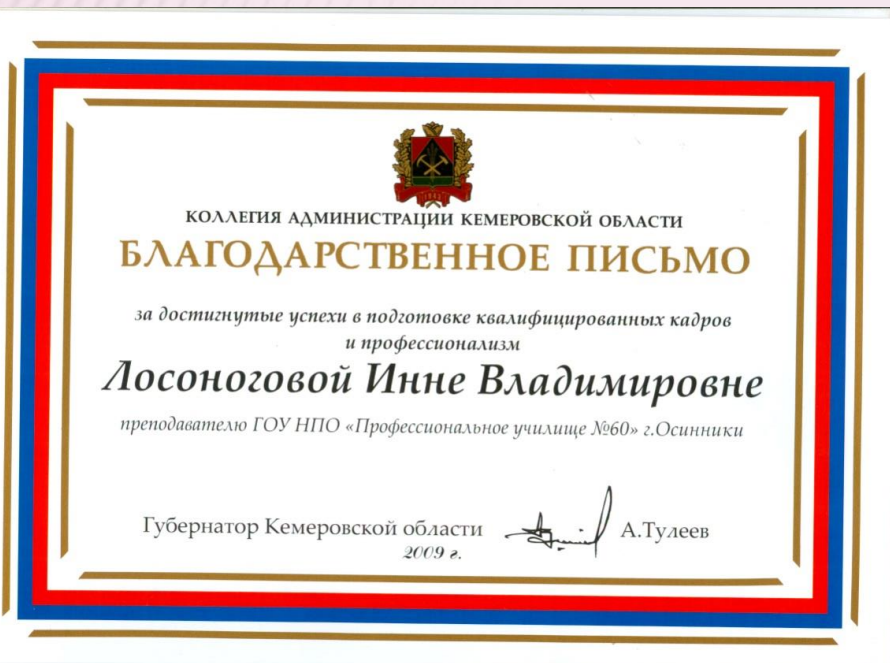 КОЛЛЕГИЯ АДМИНИСТРАЦИИ КЕМЕРОВСКОЙ ОБЛАСТИ
БЛАГОДАРСТВЕННОЕ ПИСЬМО
за достигнутые успехи в подготовке квалифицированных кадров
и профессионализм
Лосоноговой Инне Владимировне
преподавателю ГОУ НПО «Профессиональное училище №60» г.Осинники
Губернатор Кемеровской области А.Тулеев
2009 г.